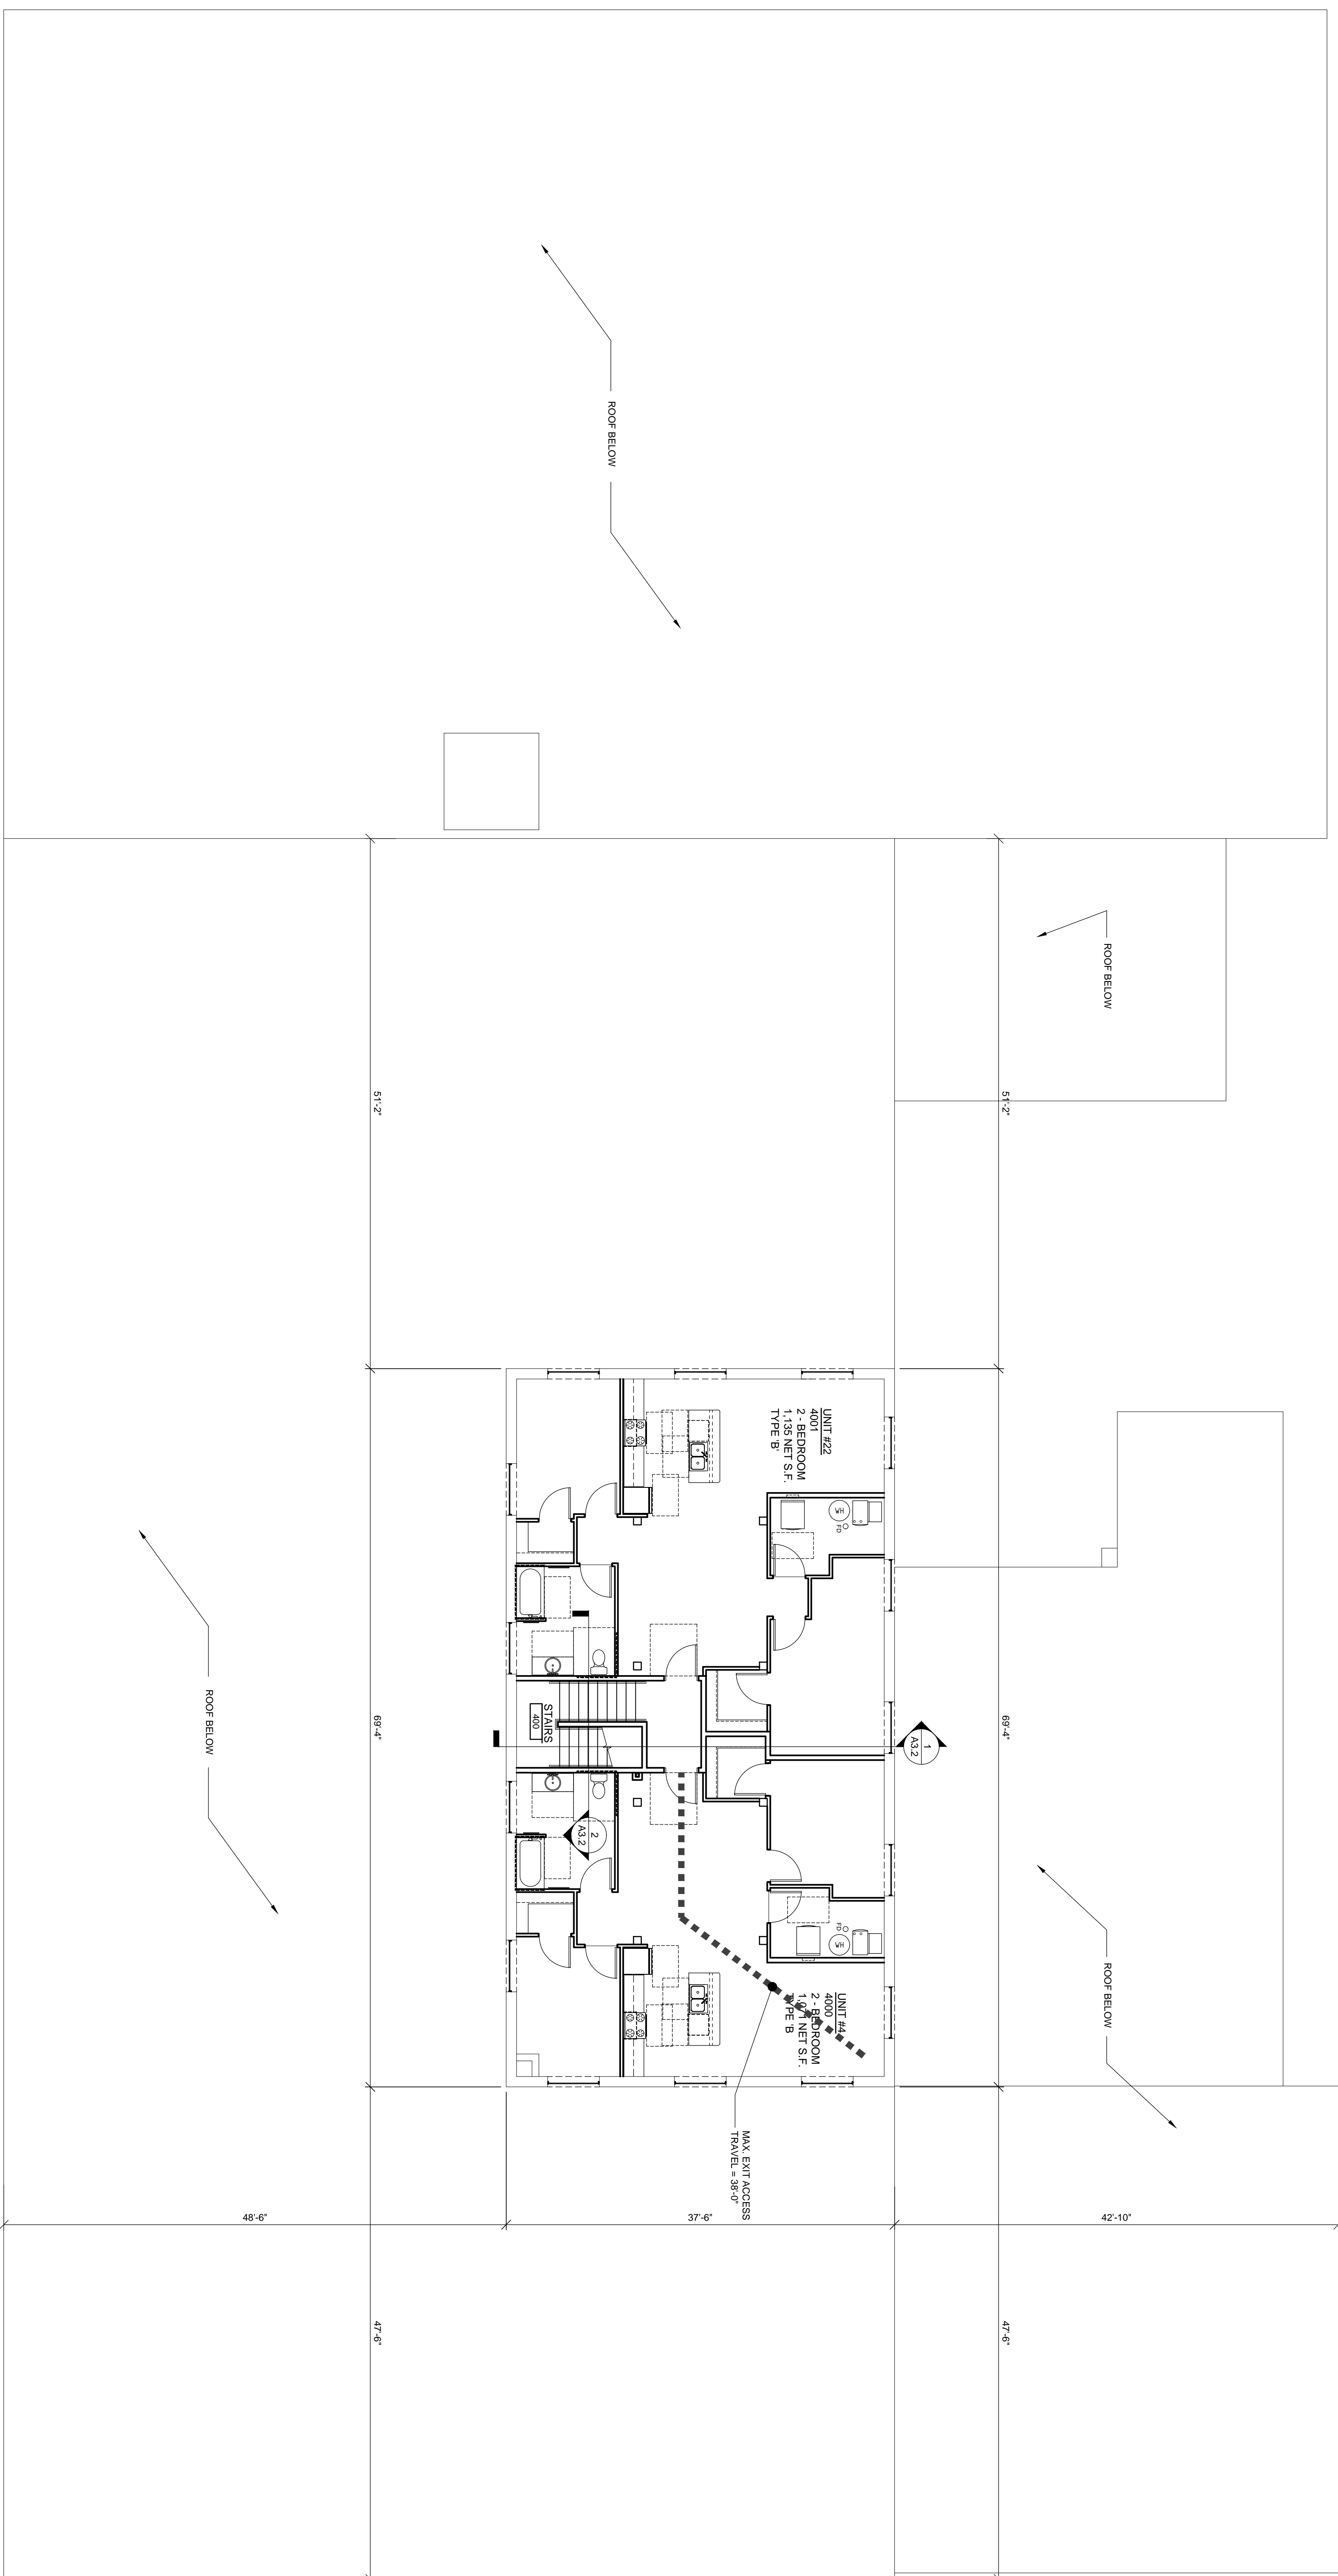 ROOF BELOW
ROOF BELOW
51'-2"
51'-2"
UNIT #22
4001
2 - BEDROOM
1,135 NET S.F.
TYPE 'B'
WH
FD
STAIRS
400
1
A3.2
2
A3.2
69'-4"
69'-4"
ROOF BELOW
ROOF BELOW
FD
WH
UNIT #4
4000
2 - BEDROOM
NET S.F.
TYPE 'B
MAX. EXIT ACCESS
TRAVEL = 38'-0"
48'-6"
37'-6"
42'-10"
47'-6"
47'-6"